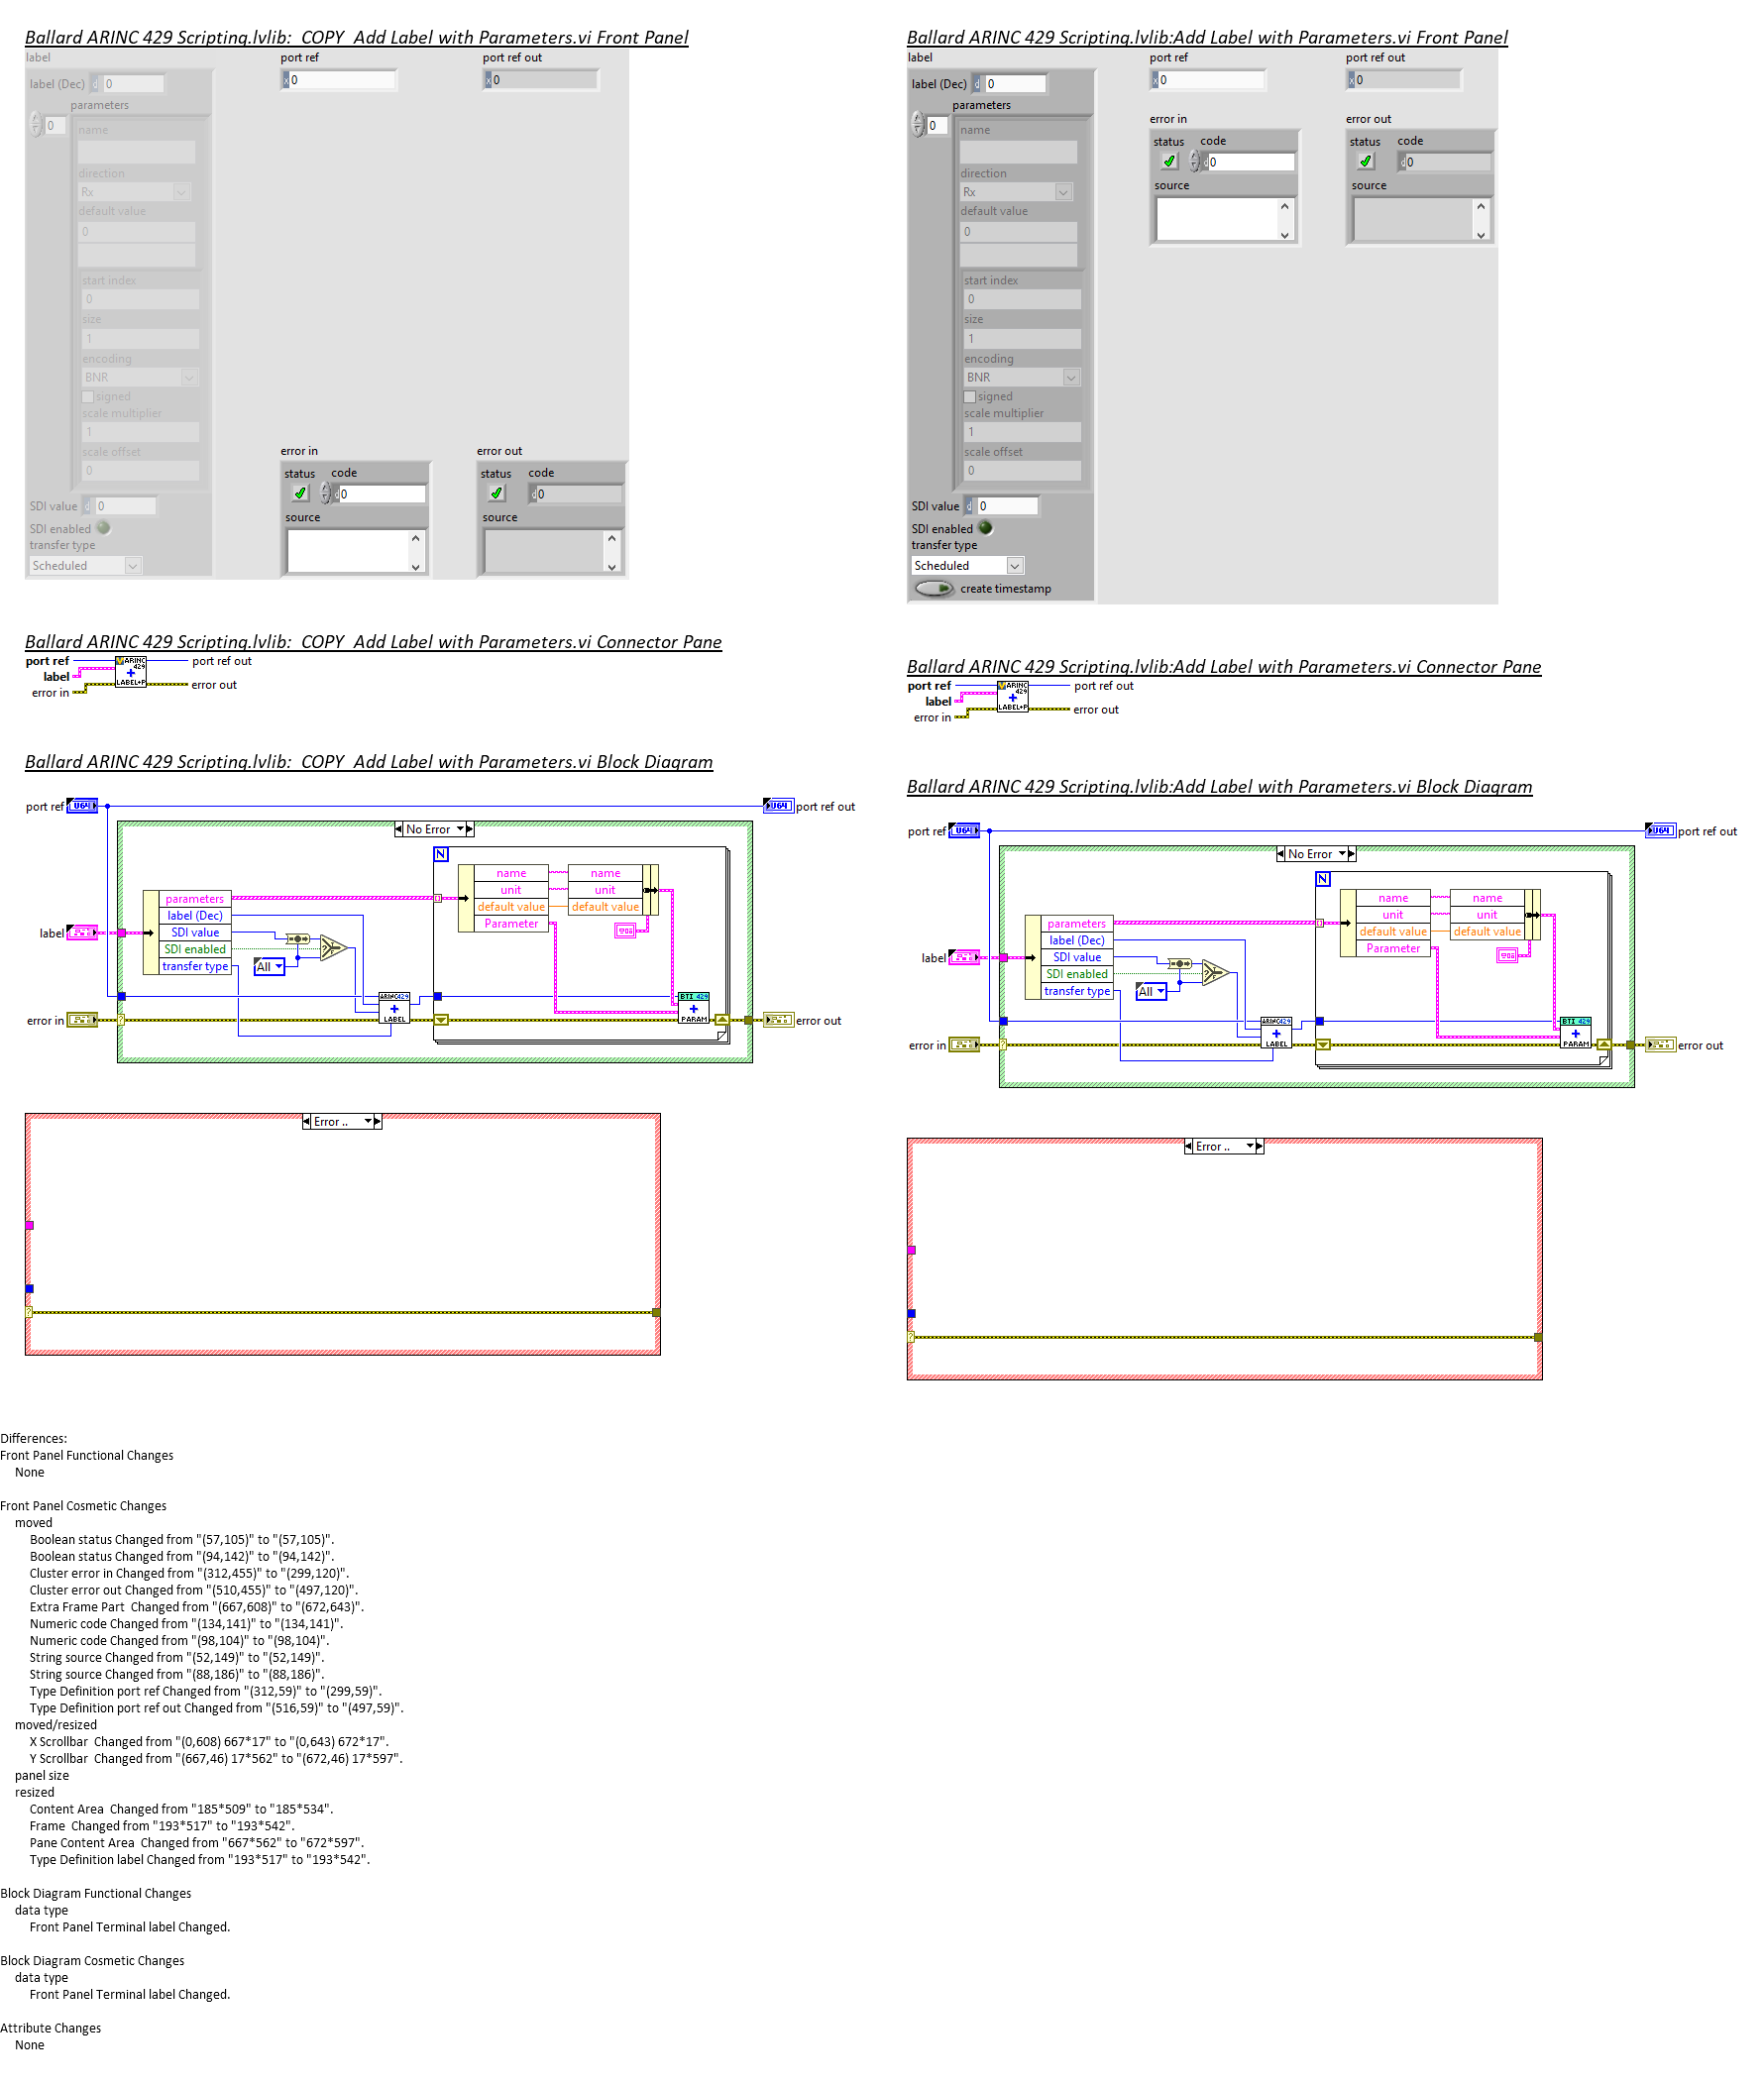 Ballard ARINC 429 Scripting.lvlib:  COPY  Add Label with Parameters.vi Front Panel
label
label (Dec) d 0
parameters
0
name
direction
Rx
default value
0
start index
0
size
1
encoding
BNR
signed
scale multiplier
1
scale offset
0
SDI value d 0
SDI enabled
transfer type
Scheduled
port ref
x 0
port ref out
x 0
error in
status code
d 0
source
error out
status code
d 0
source
Ballard ARINC 429 Scripting.lvlib:  COPY  Add Label with Parameters.vi Connector Pane
port ref
label
error in
ARINC
429
LABEL+P
port ref out
error out
Ballard ARINC 429 Scripting.lvlib:  COPY  Add Label with Parameters.vi Block Diagram
port ref U64
U64 port ref out
No Error
N
label
parameters
label (Dec)
SDI value
SDI enabled
transfer type
All
name
unit
default value
Parameter
name
unit
default value
ARINC429
LABEL
BTI 429
PARAM
error in
error out
Error ..
Ballard ARINC 429 Scripting.lvlib:Add Label with Parameters.vi Front Panel
label
label (Dec) d 0
parameters
0
name
direction
Rx
default value
0
start index
0
size
1
encoding
BNR
signed
scale multiplier
1
scale offset
0
SDI value d 0
SDI enabled
transfer type
Scheduled
create timestamp
port ref
x 0
port ref out
x 0
error in
status code
d 0
source
error out
status code
d 0
source
Ballard ARINC 429 Scripting.lvlib:Add Label with Parameters.vi Connector Pane
port ref
label
error in
ARINC
429
LABEL+P
port ref out
error out
Ballard ARINC 429 Scripting.lvlib:Add Label with Parameters.vi Block Diagram
port ref U64
U64 port ref out
No Error
N
label
parameters
label (Dec)
SDI value
SDI enabled
transfer type
All
name
unit
default value
Parameter
name
unit
default value
ARINC429
LABEL
BTI 429
PARAM
error in
error out
Error ..
Differences:
Front Panel Functional Changes
None
Front Panel Cosmetic Changes
moved
Boolean status Changed from "(57,105)" to "(57,105)".
Boolean status Changed from "(94,142)" to "(94,142)".
Cluster error in Changed from "(312,455)" to "(299,120)".
Cluster error out Changed from "(510,455)" to "(497,120)".
Extra Frame Part  Changed from "(667,608)" to "(672,643)".
Numeric code Changed from "(134,141)" to "(134,141)".
Numeric code Changed from "(98,104)" to "(98,104)".
String source Changed from "(52,149)" to "(52,149)".
String source Changed from "(88,186)" to "(88,186)".
Type Definition port ref Changed from "(312,59)" to "(299,59)".
Type Definition port ref out Changed from "(516,59)" to "(497,59)".
moved/resized
X Scrollbar  Changed from "(0,608) 667*17" to "(0,643) 672*17".
Y Scrollbar  Changed from "(667,46) 17*562" to "(672,46) 17*597".
panel size
resized
Content Area  Changed from "185*509" to "185*534".
Frame  Changed from "193*517" to "193*542".
Pane Content Area  Changed from "667*562" to "672*597".
Type Definition label Changed from "193*517" to "193*542".
Block Diagram Functional Changes
data type
Front Panel Terminal label Changed.
Block Diagram Cosmetic Changes
data type
Front Panel Terminal label Changed.
Attribute Changes
None